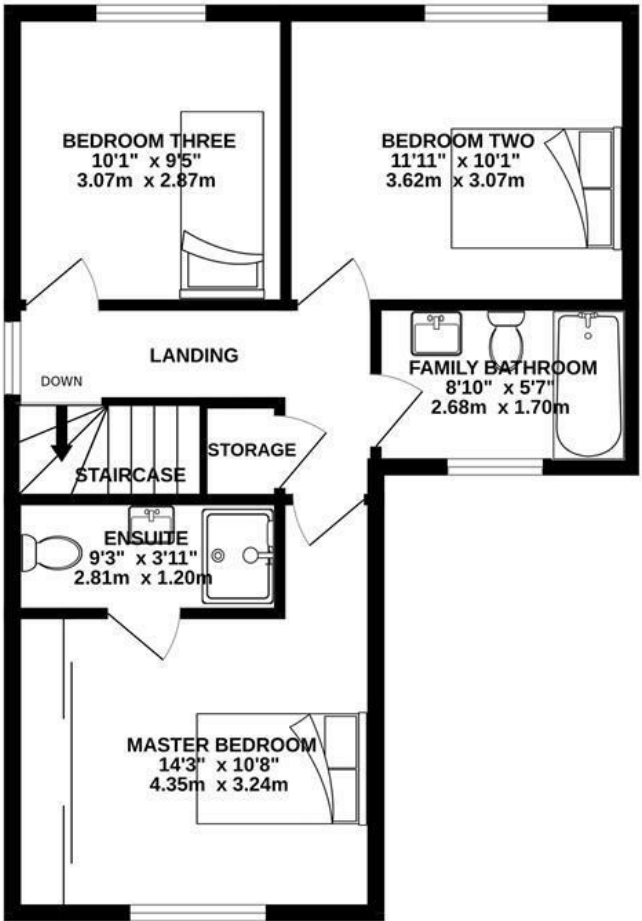 BEDROOM THREE
10'1" x 9'5"
3.07m x 2.87m
BEDROOM TWO
11'11" x 10'1"
3.62m x 3.07m
LANDING
DOWN
FAMILY BATHROOM
8'10" x 5'7"
2.68m x 1.70m
STORAGE
STAIRCASE
ENSUITE
9'3" x 3'11"
2.81m x 1.20m
MASTER BEDROOM
14'3" x 10'8"
4.35m x 3.24m